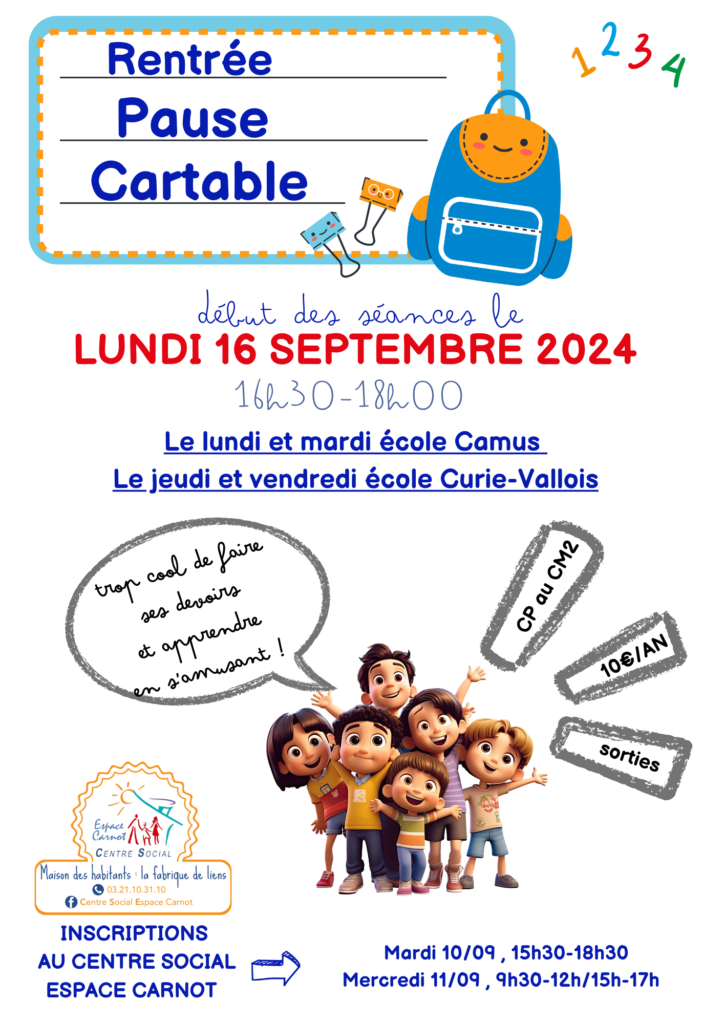 Rentrée
Pause
Cartable
1 2 3 4
début des séances le
LUNDI 16 SEPTEMBRE 2024
16h30-18h00
Le lundi et mardi école Camus
Le jeudi et vendredi école Curie-Vallois
trop cool de faire
ses devoirs
et apprendre
en s'amusant !
CP au CM2
10€/AN
sorties
Espace
Carnot
CENTRE SOCIAL
Maison des habitants : la fabrique de liens
03.21.10.31.10
Centre Social Espace Carnot
INSCRIPTIONS
AU CENTRE SOCIAL
ESPACE CARNOT
Mardi 10/09 , 15h30-18h30
Mercredi 11/09 , 9h30-12h/15h-17h